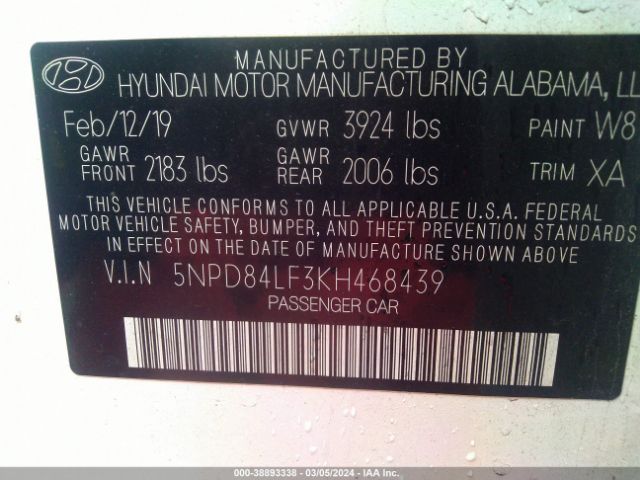 MANUFACTURED BY
HYUNDAI MOTOR MANUFACTURING ALABAMA, LL
Feb/12/19 GVWR 3924 lbs PAINT W8
GAWR FRONT 2183 lbs GAWR REAR 2006 lbs TRIM XA
THIS VEHICLE CONFORMS TO ALL APPLICABLE U.S.A. FEDERAL
MOTOR VEHICLE SAFETY, BUMPER, AND THEFT PREVENTION STANDARDS
IN EFFECT ON THE DATE OF MANUFACTURE SHOWN ABOVE
V.I.N 5NPD84LF3KH468439
PASSENGER CAR
000-38893338 - 03/05/2024 - IAA Inc.